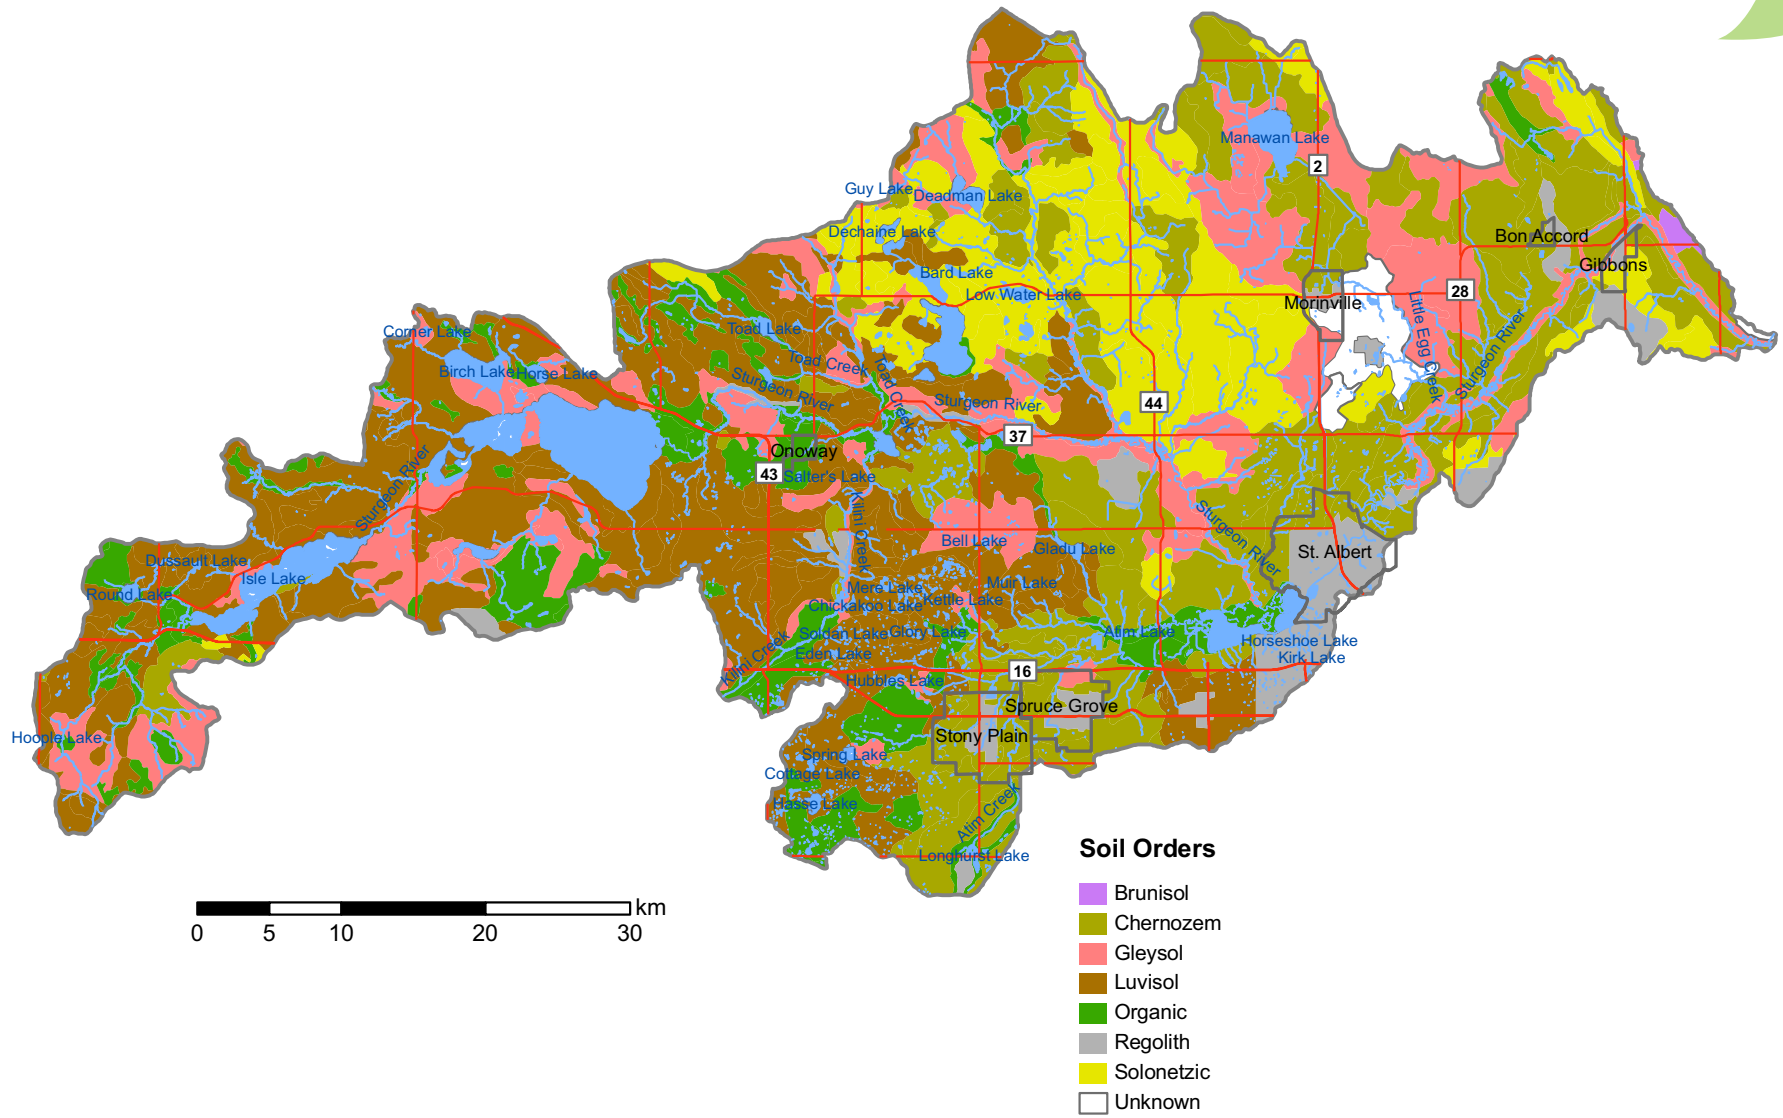 Manawan Lake
2
Guy Lake
Deadman Lake
Dechaine Lake
Bon Accord
Gibbons
Bard Lake
Low Water Lake
28
Morinville
Little Egg Creek
Sturgeon River
Corner Lake
Toad Lake
Toad Creek
Toad Creek
Birch Lake
Horse Lake
Sturgeon River
Sturgeon River
44
37
Onoway
43
Salter's Lake
Sturgeon River
Kilini Creek
Sturgeon River
Bell Lake
Gladu Lake
St. Albert
Dussault Lake
Isle Lake
Round Lake
Mere Lake
Muir Lake
Chickakoo Lake
Kettle Lake
Soldan Lake
Glory Lake
Atim Lake
Horseshoe Lake
Eden Lake
Kirk Lake
Kilini Creek
16
Hubbles Lake
Spruce Grove
Hoople Lake
Stony Plain
Spring Lake
Cottage Lake
Hasse Lake
Atim Creek
Longhurst Lake
Soil Orders
Brunisol
Chernozem
Gleysol
Luvisol
Organic
Regolith
Solonetzic
Unknown
km
0 5 10 20 30